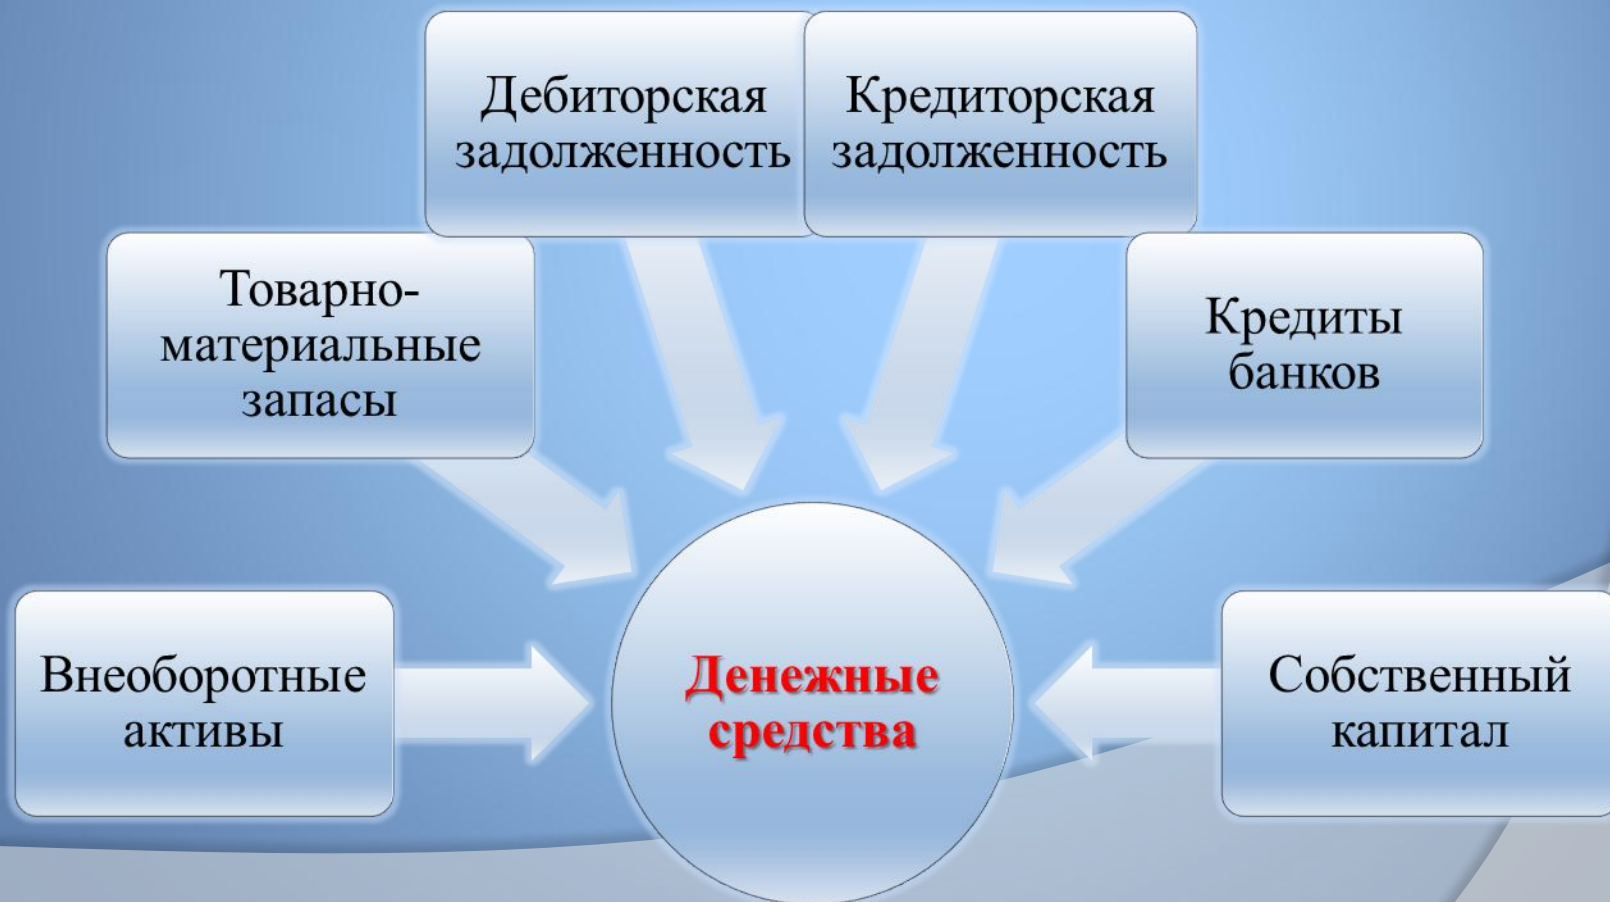 Дебиторская
задолженность
Кредиторская
задолженность
Товарно-
материальные
запасы
Кредиты
банков
Внеоборотные
активы
Денежные
средства
Собственный
капитал